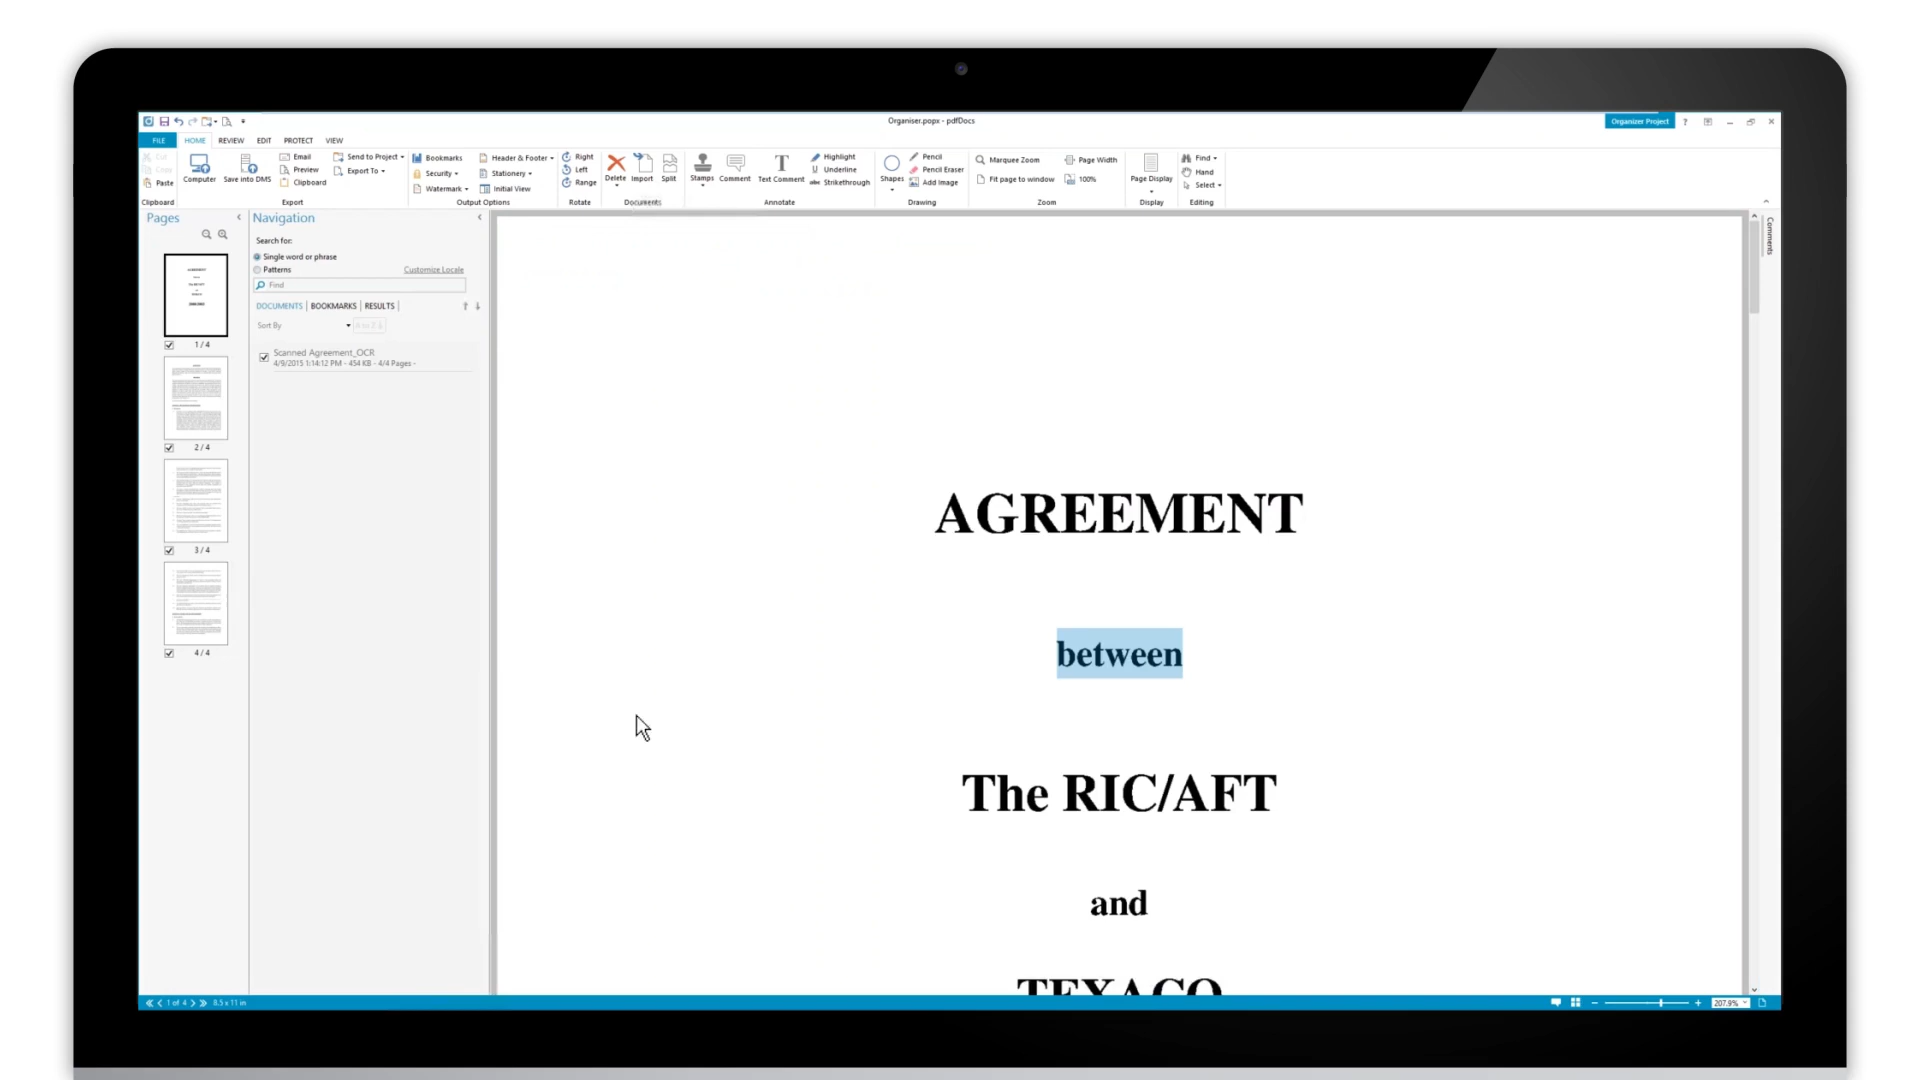 Organiser.popx - pdfDocs
Organizer Project
?
FILE
HOME
REVIEW
EDIT
PROTECT
VIEW
Cut
Copy
Paste
Clipboard
Computer
Save into DMS
Email
Preview
Clipboard
Send to Project
Export To
Export
Bookmarks
Security
Watermark
Header & Footer
Stationery
Initial View
Output Options
Right
Left
Range
Rotate
Delete
Import
Split
Documents
Stamps
Comment
Text Comment
Highlight
Underline
Strikethrough
Annotate
Shapes
Pencil
Pencil Eraser
Add Image
Drawing
Marquee Zoom
Fit page to window
Page Width
100%
Zoom
Page Display
Display
Find
Hand
Select
Editing
Pages
1 / 4
2 / 4
3 / 4
4 / 4
Navigation
Search for:
Single word or phrase
Patterns
Customize Locale
Find
DOCUMENTS | BOOKMARKS | RESULTS |
Sort By
A to Z
Scanned Agreement_OCR
4/9/2015 1:14:12 PM - 454 KB - 4/4 Pages -
AGREEMENT
between
The RIC/AFT
and
TEXACO
Comments
1 of 4
8.5 x 11 in
207.9%